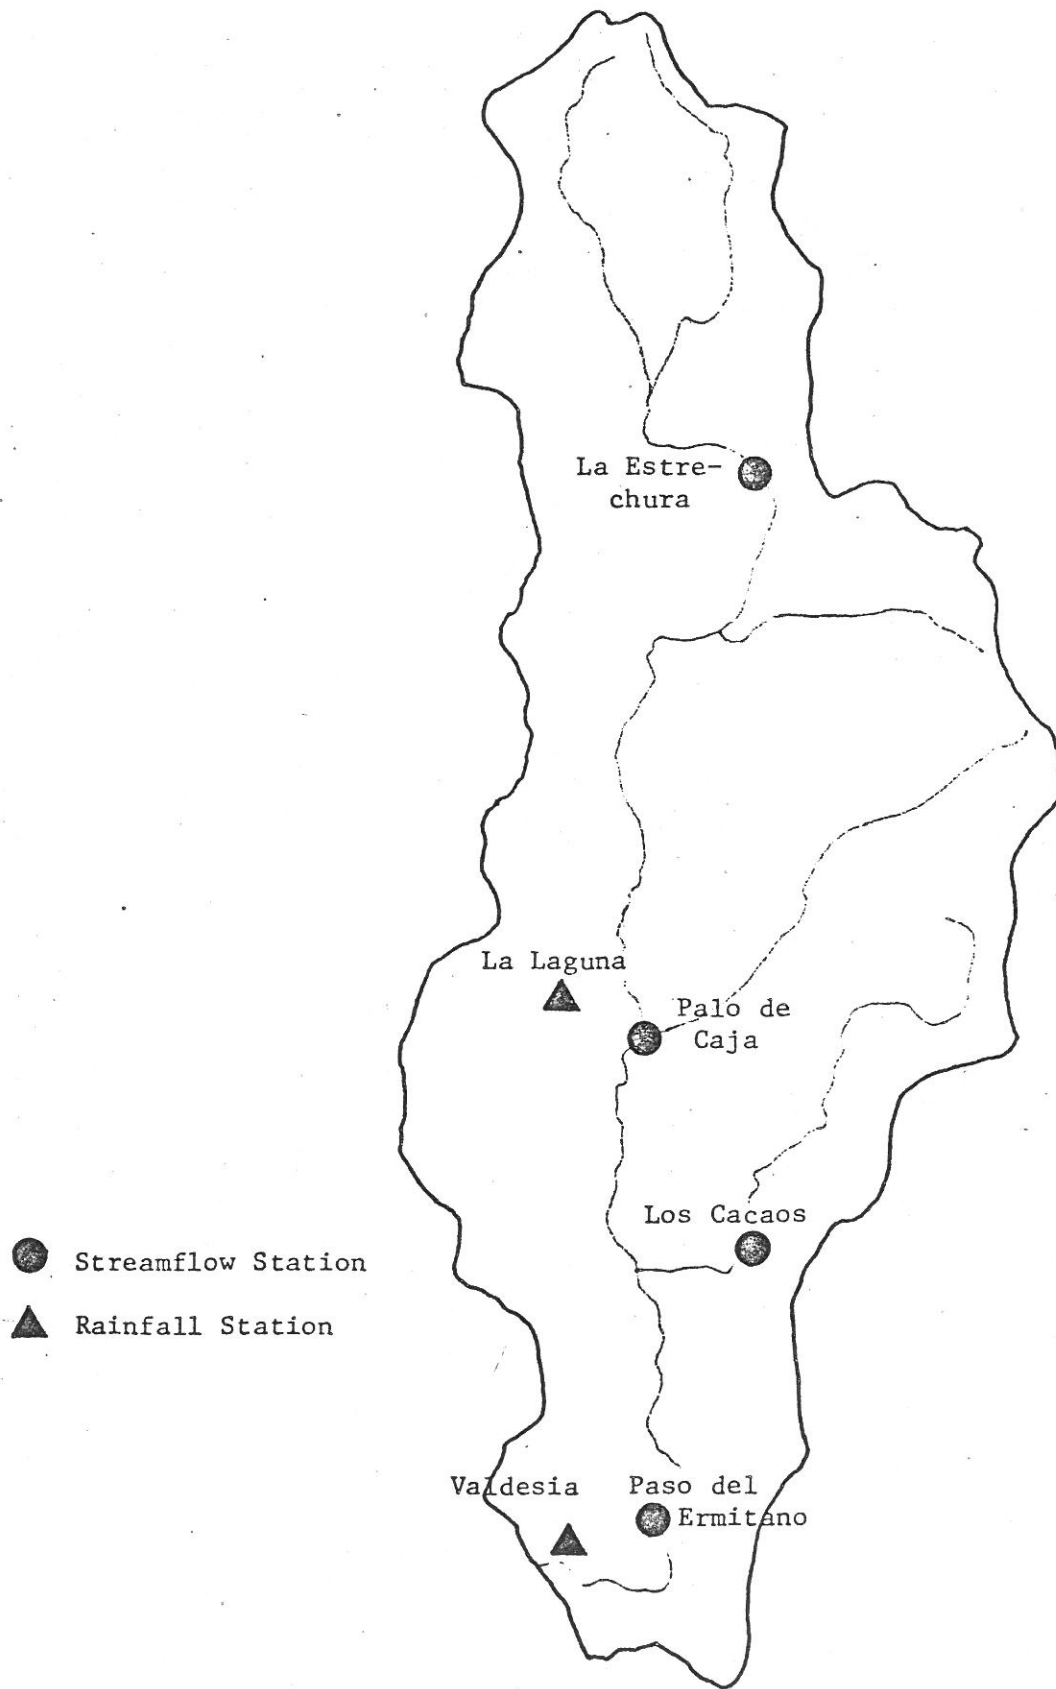 La Estre-
chura
La Laguna
Palo de
Caja
Los Cacaos
Streamflow Station
Rainfall Station
Valdesia
Paso del
Ermitano